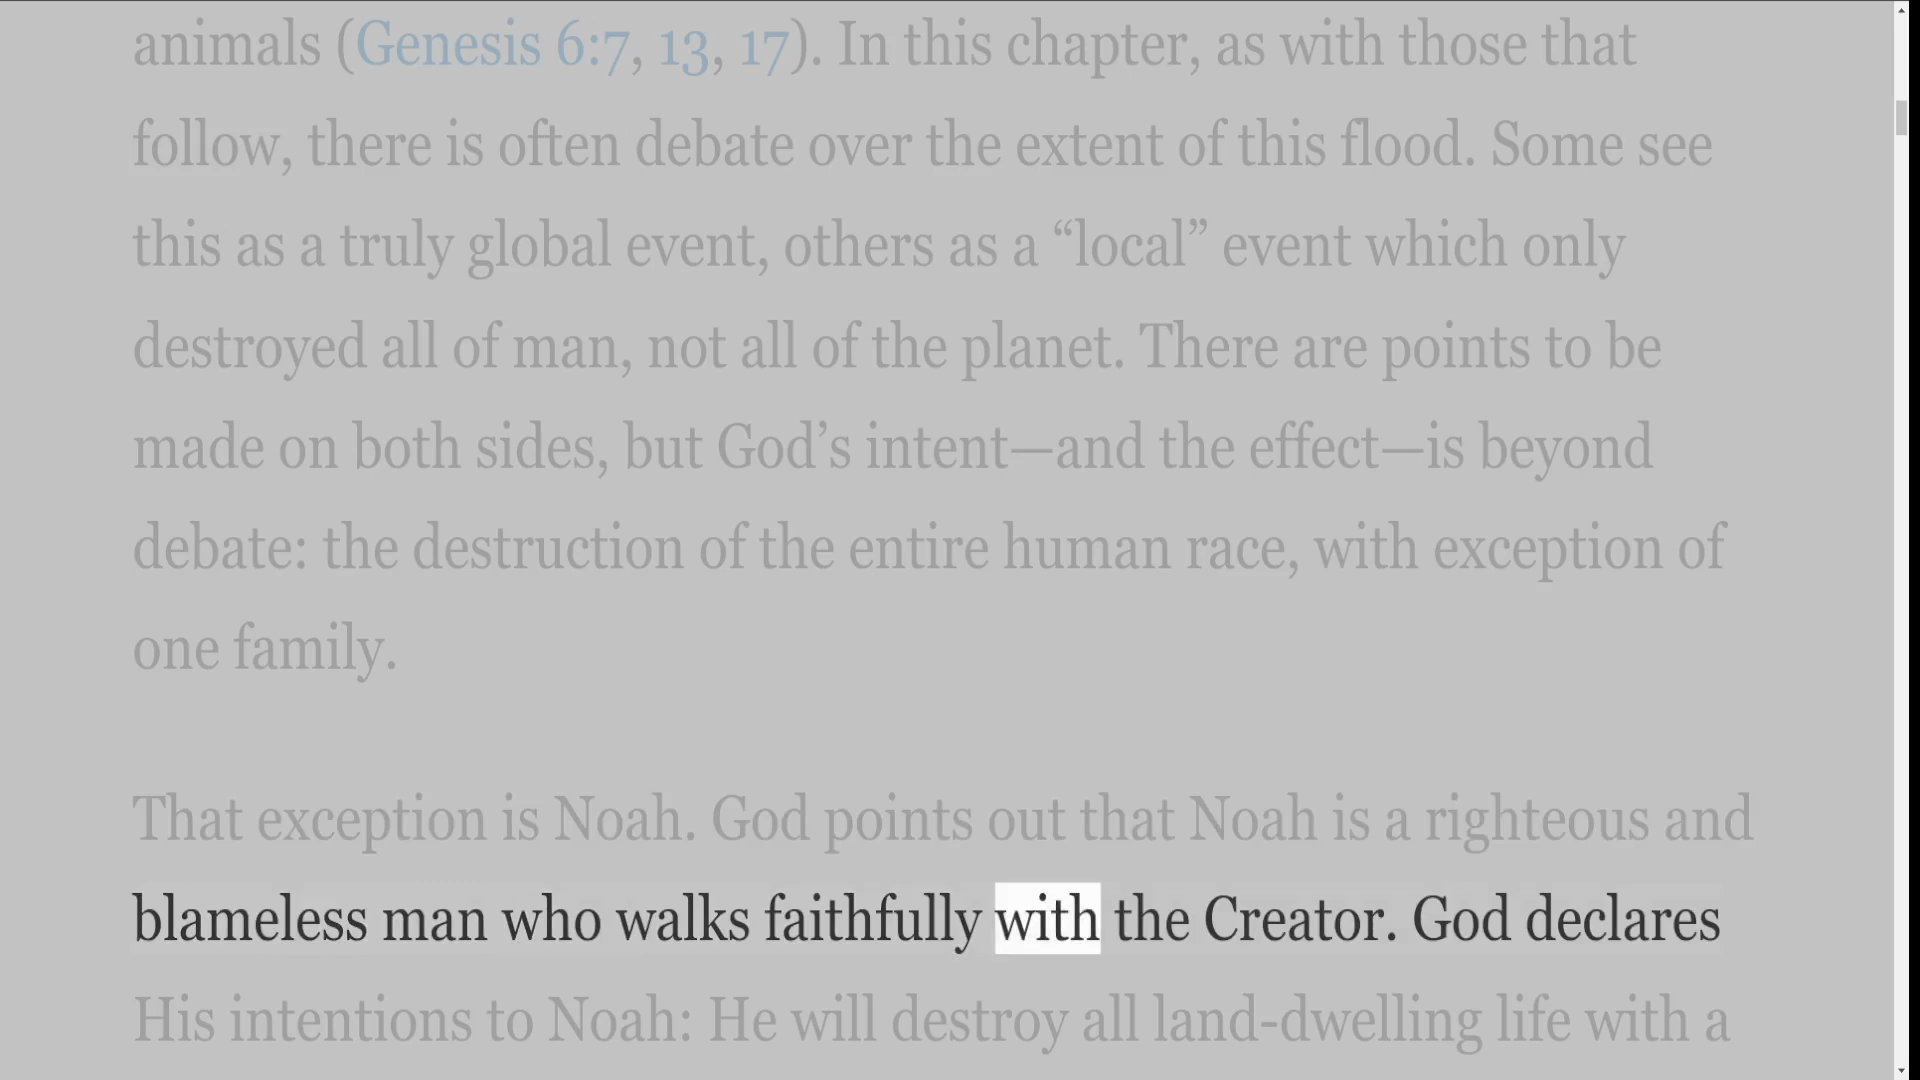 animals (Genesis 6:7, 13, 17). In this chapter, as with those that
follow, there is often debate over the extent of this flood. Some see
this as a truly global event, others as a “local” event which only
destroyed all of man, not all of the planet. There are points to be
made on both sides, but God’s intent—and the effect—is beyond
debate: the destruction of the entire human race, with exception of
one family.
That exception is Noah. God points out that Noah is a righteous and
blameless man who walks faithfully with the Creator. God declares
His intentions to Noah: He will destroy all land-dwelling life with a